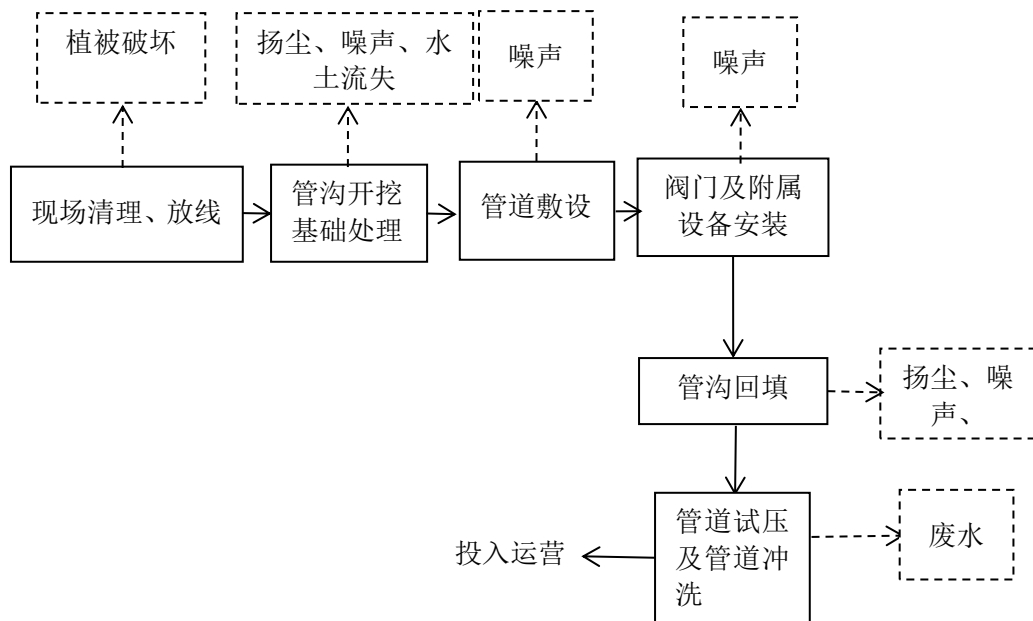 植被破坏
扬尘、噪声、水
土流失
噪声
噪声
现场清理、放线
管沟开挖
基础处理
管道敷设
阀门及附属
设备安装
管沟回填
扬尘、噪
声、
管道试压
及管道冲
洗
废水
投入运营